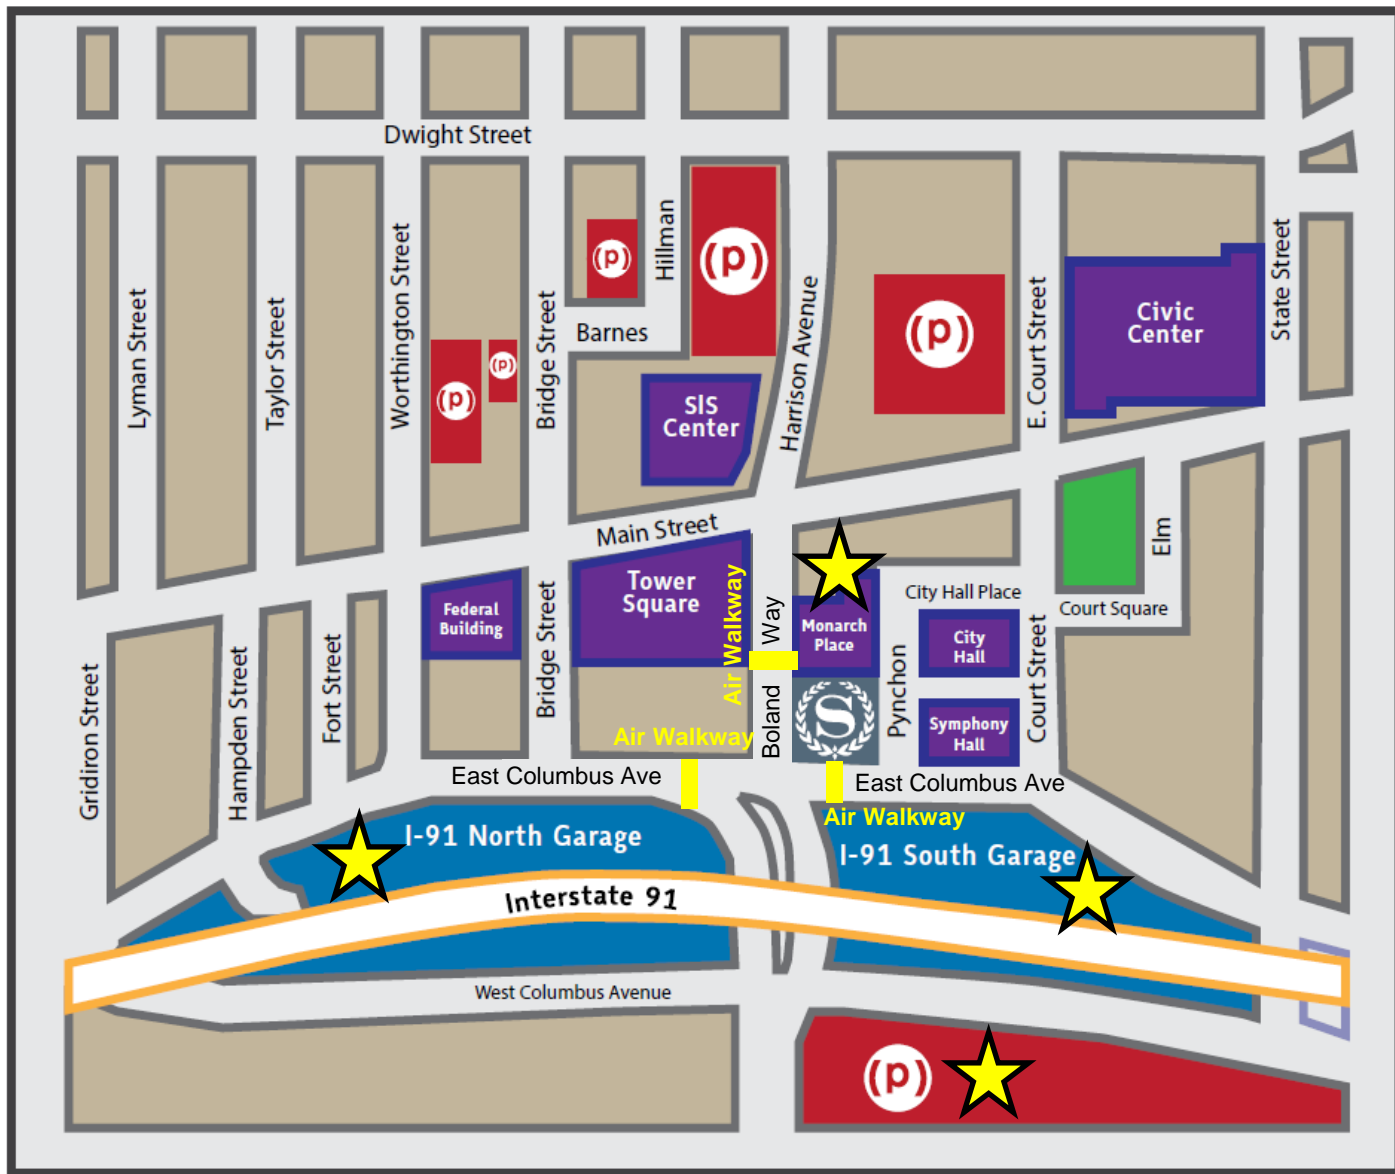 Dwight Street
Lyman Street
Taylor Street
Worthington Street
Bridge Street
Hillman
Barnes
Harrison Avenue
E. Court Street
State Street
(p)
(p)
(p)
(p)
(p)
Civic
Center
SIS
Center
Main Street
Elm
Tower
Square
Air Walkway
Boland Way
Monarch
Place
City Hall Place
Court Square
City
Hall
Federal
Building
Bridge Street
Gridiron Street
Hampden Street
Fort Street
Pynchon
Court Street
S
Symphony
Hall
Air Walkway
East Columbus Ave
East Columbus Ave
Air Walkway
I-91 North Garage
I-91 South Garage
Interstate 91
West Columbus Avenue
(p)